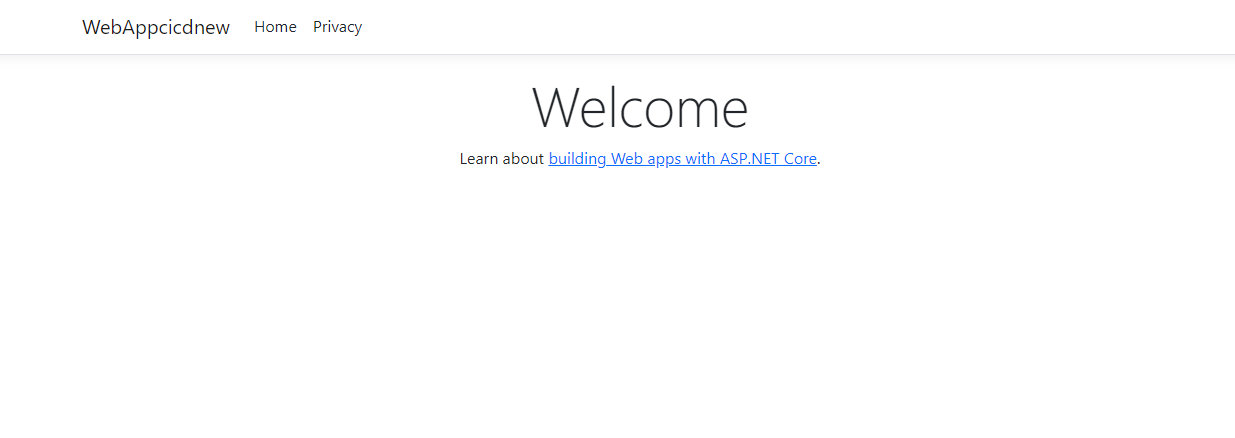 WebAppcicdnew Home Privacy
Welcome
Learn about building Web apps with ASP.NET Core.